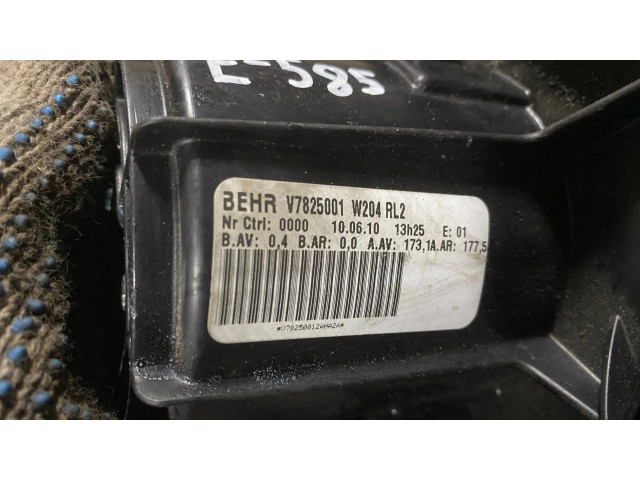 E-585
BEHR V7825001 W204 RL2
Nr Ctrl: 0000 10.06.10 13h25 E: 01
B.AV: 0,4 B.AR: 0,0 A.AV: 173,1A.AR: 177,5
*V78250012AHA2A*